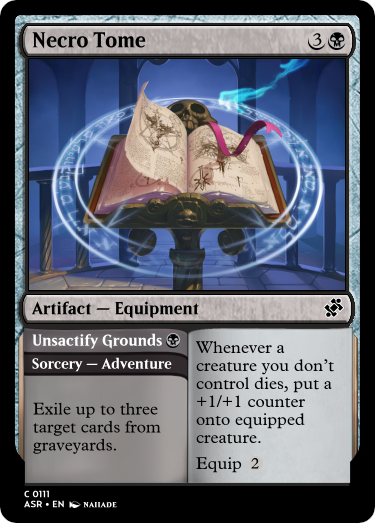 Necro Tome 3
Artifact — Equipment
Unsactify Grounds
Sorcery — Adventure
Exile up to three
target cards from
graveyards.
Whenever a
creature you don't
control dies, put a
+1/+1 counter
onto equipped
creature.
Equip 2
C 0111
ASR • EN NAHADE